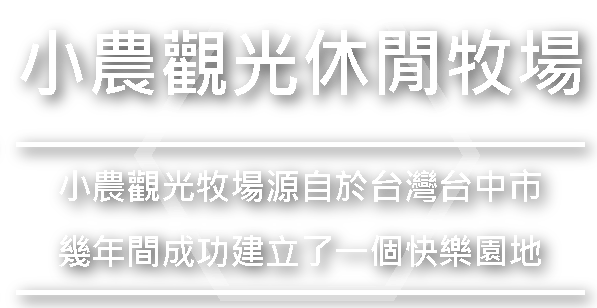 小農觀光休閒牧場
小農觀光牧場源自於台灣台中市
幾年間成功建立了一個快樂園地